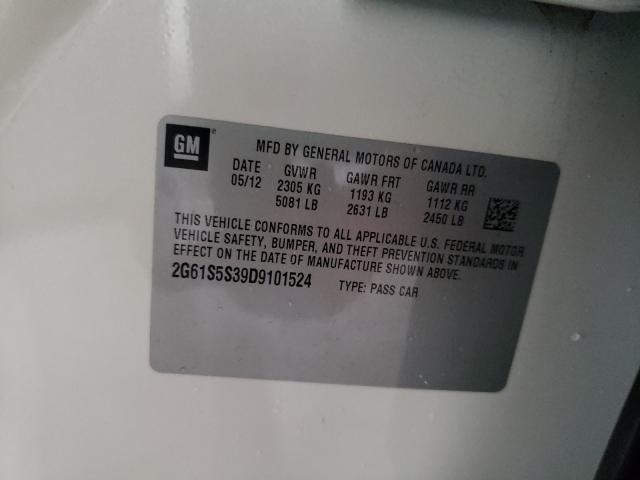 GM
MFD BY GENERAL MOTORS OF CANADA LTD.
DATE GVWR GAWR FRT GAWR RR
05/12 2305 KG 1193 KG 1112 KG
5081 LB 2631 LB 2450 LB
THIS VEHICLE CONFORMS TO ALL APPLICABLE U.S. FEDERAL MOTOR
VEHICLE SAFETY, BUMPER, AND THEFT PREVENTION STANDARDS IN
EFFECT ON THE DATE OF MANUFACTURE SHOWN ABOVE.
2G61S5S39D9101524 TYPE: PASS CAR